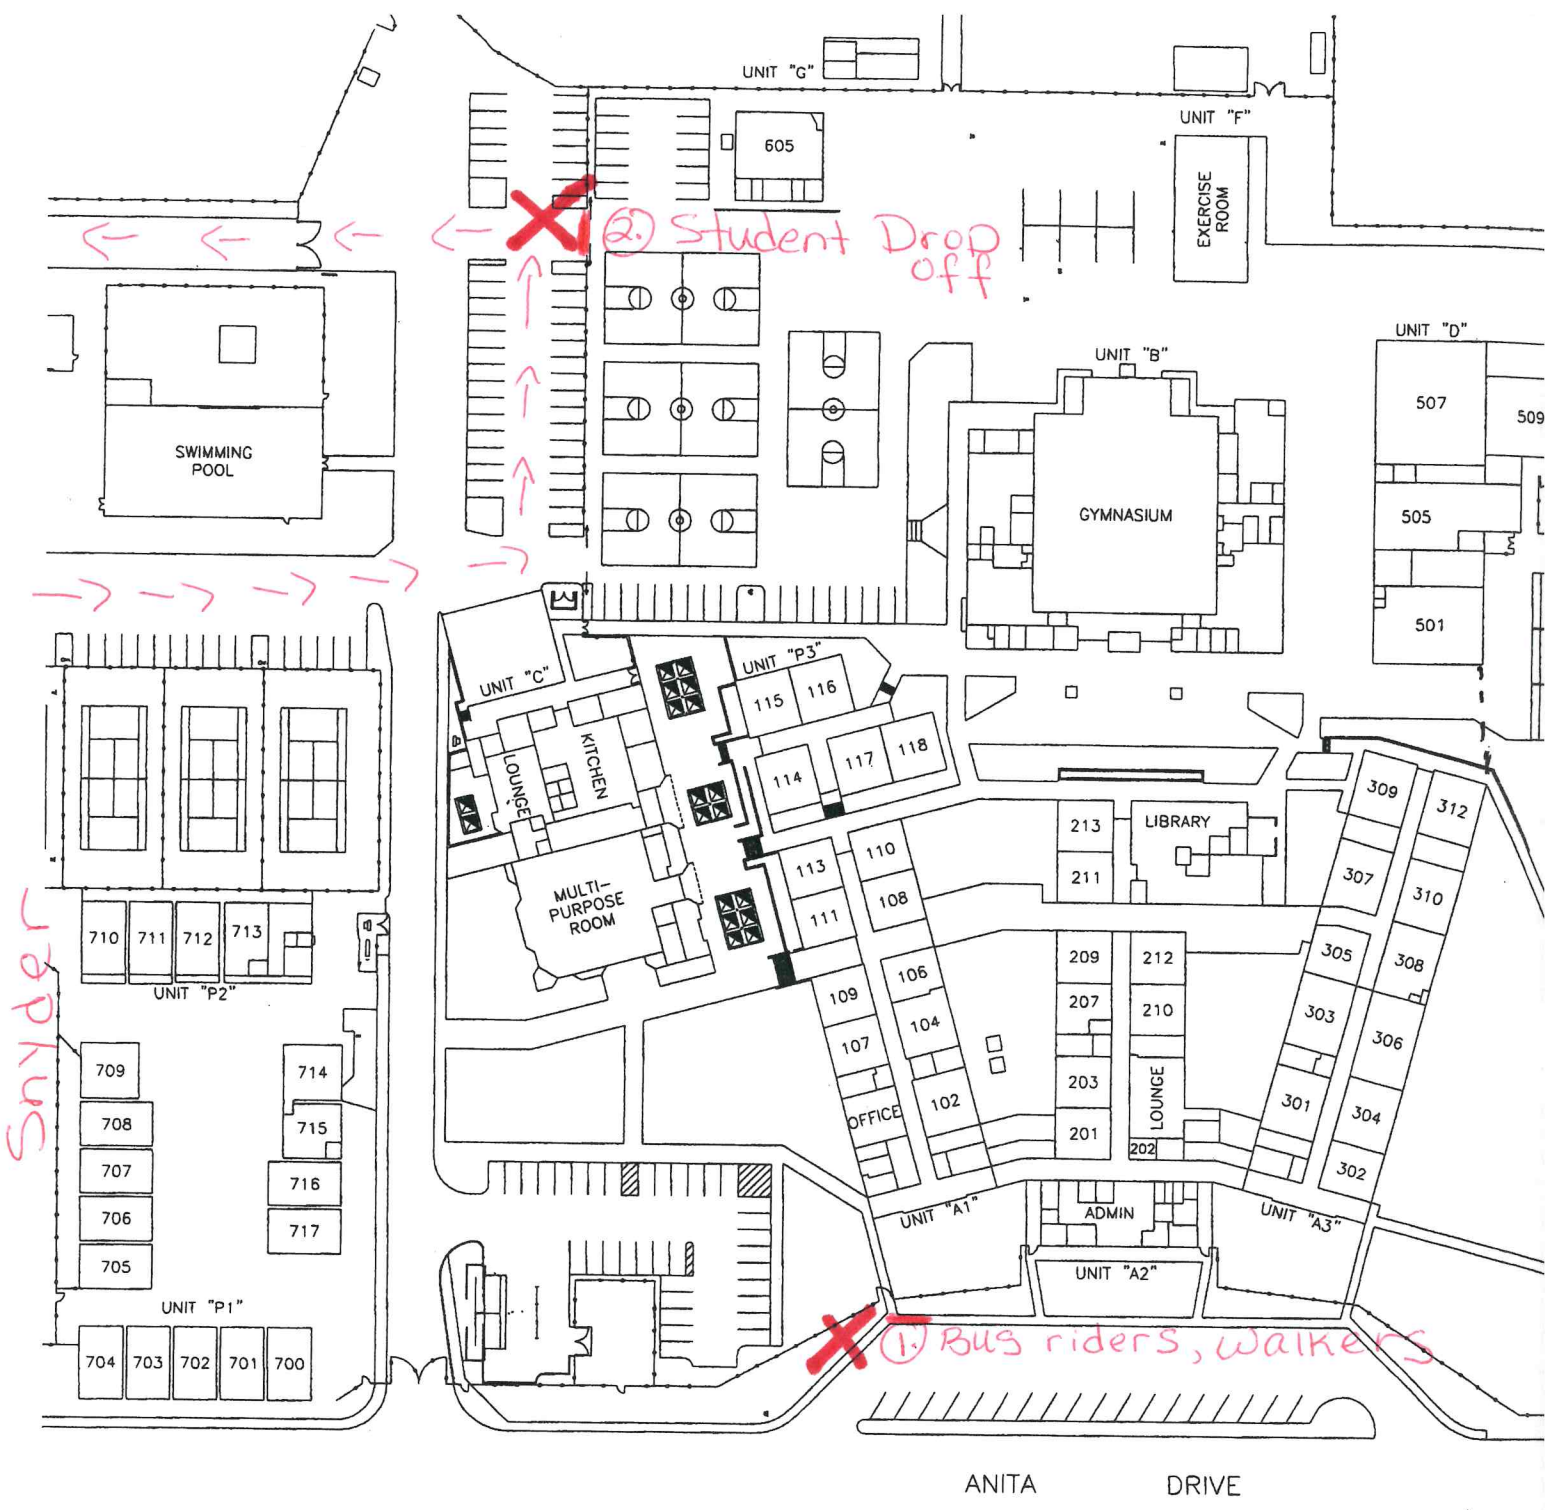 UNIT "G"
605
UNIT "F"
EXERCISE
ROOM
2. Student Drop
off
UNIT "D"
UNIT "B"
507
509
SWIMMING
POOL
GYMNASIUM
505
501
UNIT "C"
UNIT "P3"
115
116
KITCHEN
LOUNGE
114
117
118
309
312
213
LIBRARY
110
113
211
307
310
MULTI-
PURPOSE
ROOM
108
111
Snyder
710
711
712
713
UNIT "P2"
209
212
305
308
106
109
207
210
303
104
107
306
709
714
203
LOUNGE
301
102
OFFICE
304
708
715
201
202
302
707
716
706
717
UNIT "A1"
ADMIN
UNIT "A3"
705
UNIT "A2"
UNIT "P1"
1. Bus riders, walkers
704
703
702
701
700
ANITA DRIVE